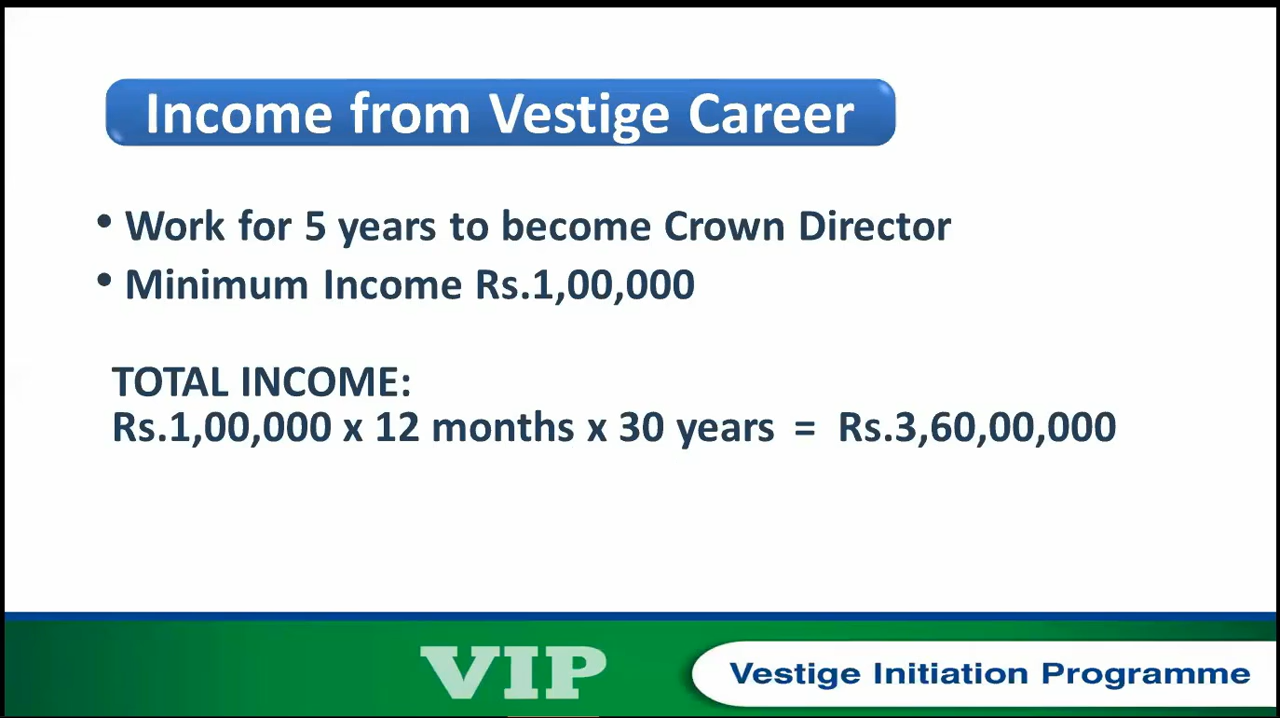 Income from Vestige Career
• Work for 5 years to become Crown Director
• Minimum Income Rs.1,00,000
TOTAL INCOME:
Rs.1,00,000 x 12 months x 30 years = Rs.3,60,00,000
VIP
Vestige Initiation Programme